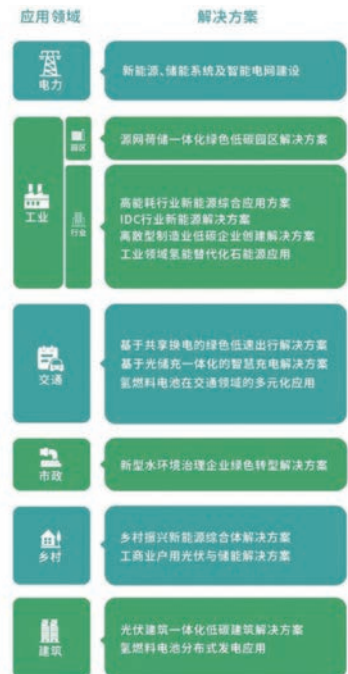 应用领域
解决方案
电力
新能源、储能系统及智能电网建设
工业
园区
源网荷储一体化绿色低碳园区解决方案
行业
高能耗行业新能源综合应用方案
IDC行业新能源解决方案
离散型制造业低碳企业创建解决方案
工业领域氢能替代化石能源应用
交通
基于共享换电的绿色低速出行解决方案
基于光储充一体化的智慧充电解决方案
氢燃料电池在交通领域的多元化应用
市政
新型水环境治理企业绿色转型解决方案
乡村
乡村振兴新能源综合体解决方案
工商业户用光伏与储能解决方案
建筑
光伏建筑一体化低碳建筑解决方案
氢燃料电池分布式发电应用